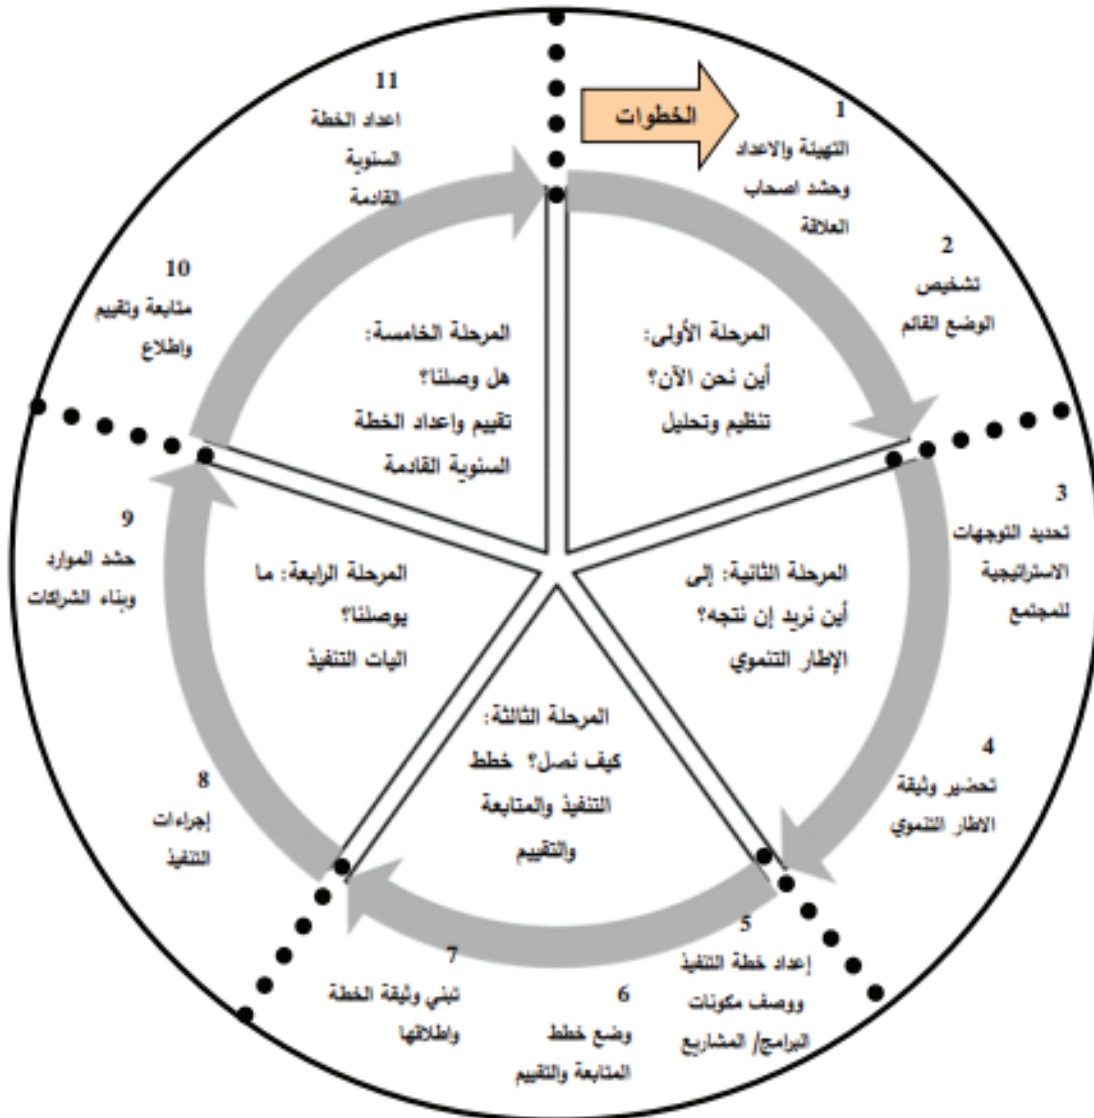 الخطوات
1
التهيئة والاعداد
وحشد اصحاب
العلاقة
2
تشخيص
الوضع القائم
المرحلة الأولى:
أين نحن الآن؟
تنظيم وتحليل
3
تحديد التوجهات
الاستراتيجية
للمجتمع
4
تحضير وثيقة
الاطار التنموي
المرحلة الثانية: إلى
أين نريد إن نتجه؟
الإطار التنموي
5
إعداد خطة التنفيذ
ووصف مكونات
البرامج/ المشاريع
6
وضع خطط
المتابعة والتقييم
7
تبني وثيقة الخطة
واطلاقها
المرحلة الثالثة:
كيف نصل؟ خطط
التنفيذ والمتابعة
والتقييم
8
إجراءات
التنفيذ
9
حشد الموارد
وبناء الشراكات
المرحلة الرابعة: ما
يوصلنا؟
اليات التنفيذ
10
متابعة وتقييم
واطلاع
11
اعداد الخطة
السنوية
القادمة
المرحلة الخامسة:
هل وصلنا؟
تقييم واعداد الخطة
السنوية القادمة